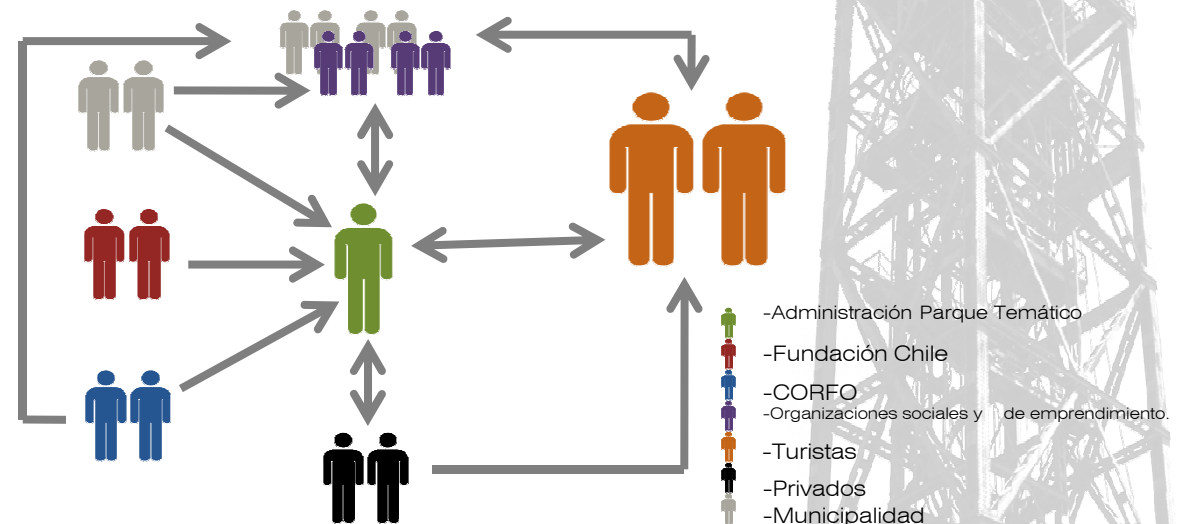 -Administración Parque Temático
-Fundación Chile
-CORFO
-Organizaciones sociales y de emprendimiento.
-Turistas
-Privados
-Municipalidad